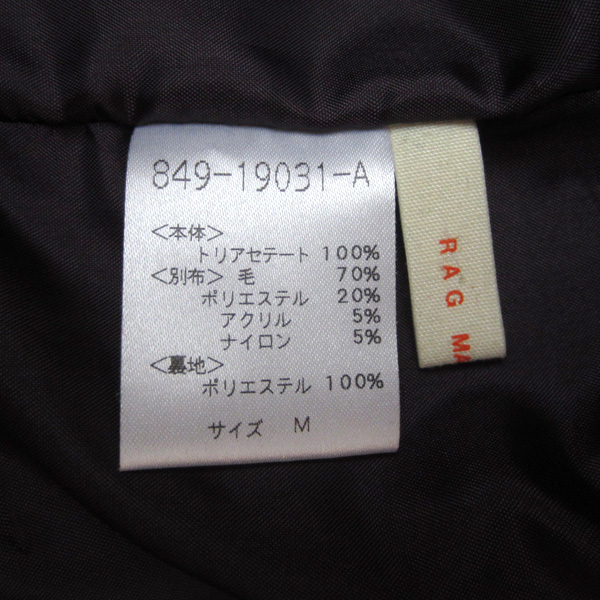 849-19031-A
<本体>
トリアセテート 100%
<別布> 毛 70%
ポリエステル 20%
アクリル 5%
ナイロン 5%
<裏地>
ポリエステル 100%
サイズ M
RAG MA